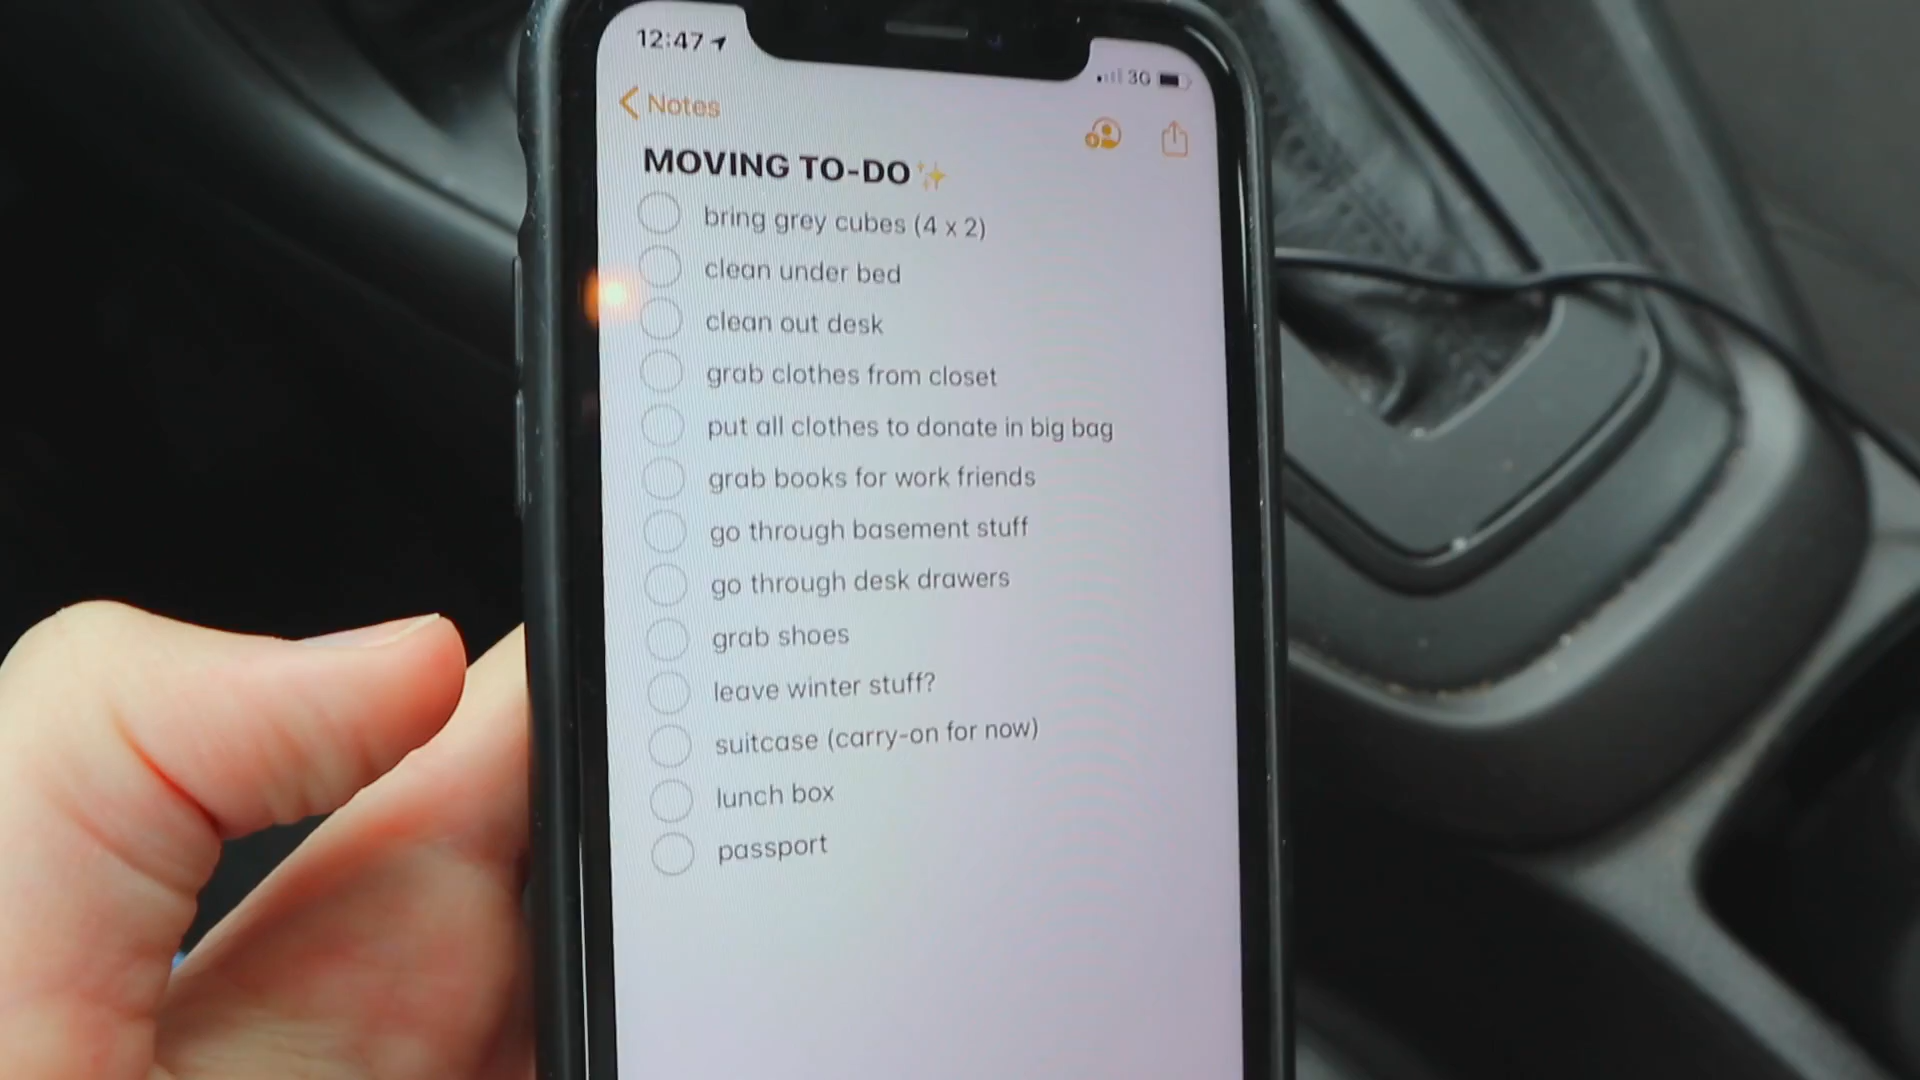 12:47
3G
Notes
MOVING TO-DO✨
bring grey cubes (4 x 2)
clean under bed
clean out desk
grab clothes from closet
put all clothes to donate in big bag
grab books for work friends
go through basement stuff
go through desk drawers
grab shoes
leave winter stuff?
suitcase (carry-on for now)
lunch box
passport